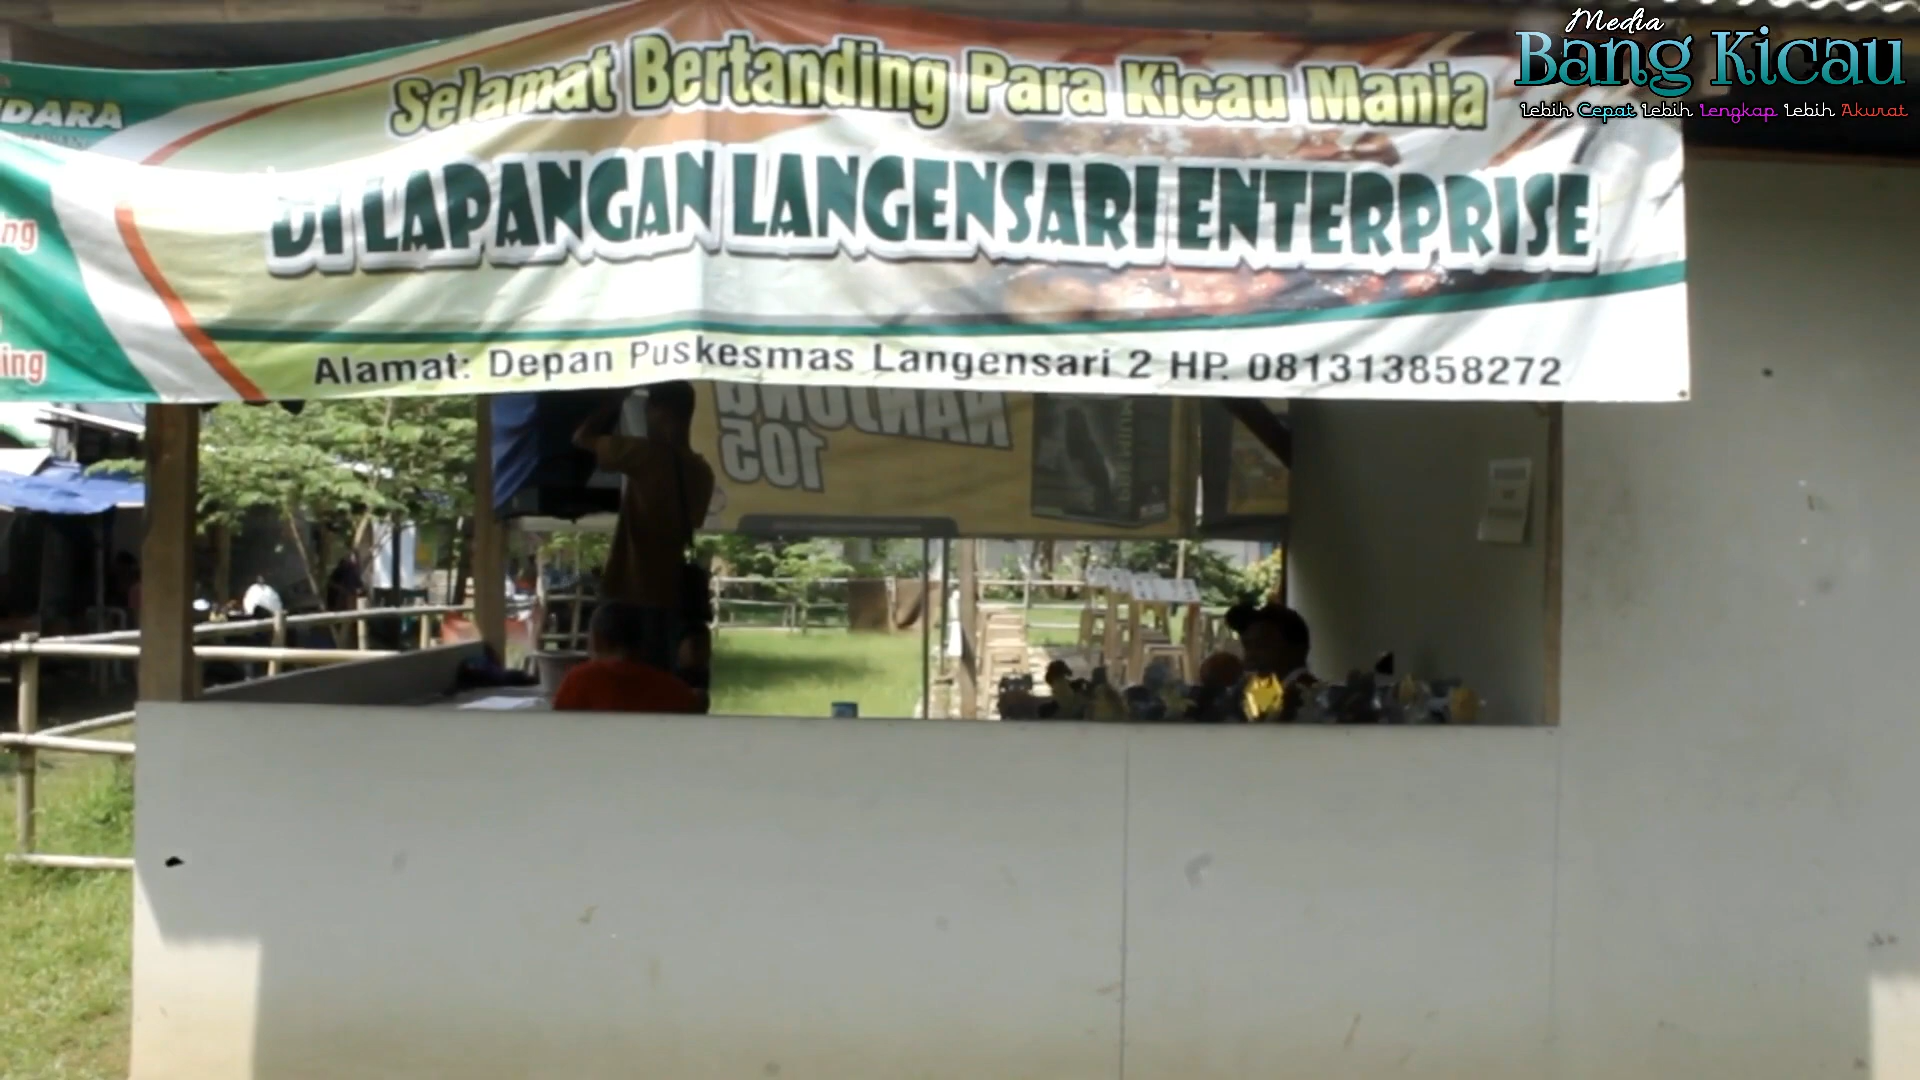 Media
Bang Kicau
Lebih Cepat Lebih Lengkap Lebih Akurat
Selamat Bertanding Para Kicau Mania
DI LAPANGAN LANGENSARI ENTERPRISE
Alamat: Depan Puskesmas Langensari 2 HP. 081313858272
DARA
ng
ing
105